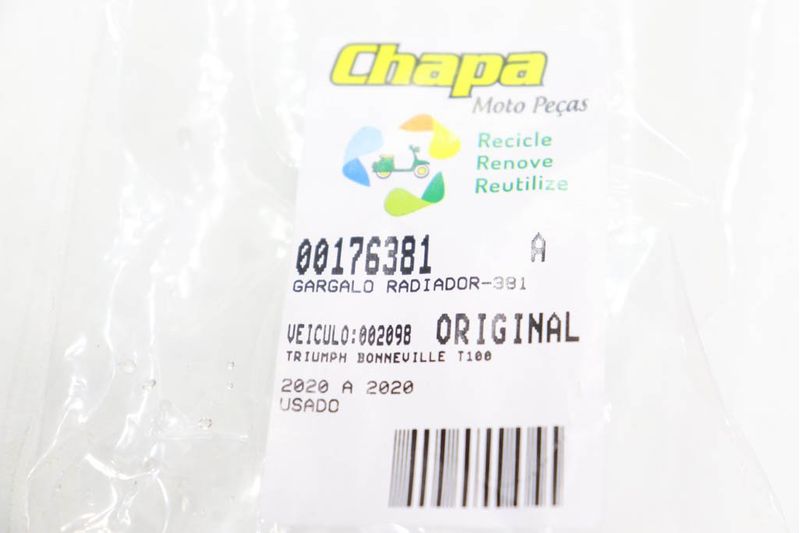 Chapa
Moto Peças
Recicle
Renove
Reutilize
00176381 A
GARGALO RADIADOR-381
VEICULO:002098 ORIGINAL
TRIUMPH BONNEVILLE T100
2020 A 2020
USADO